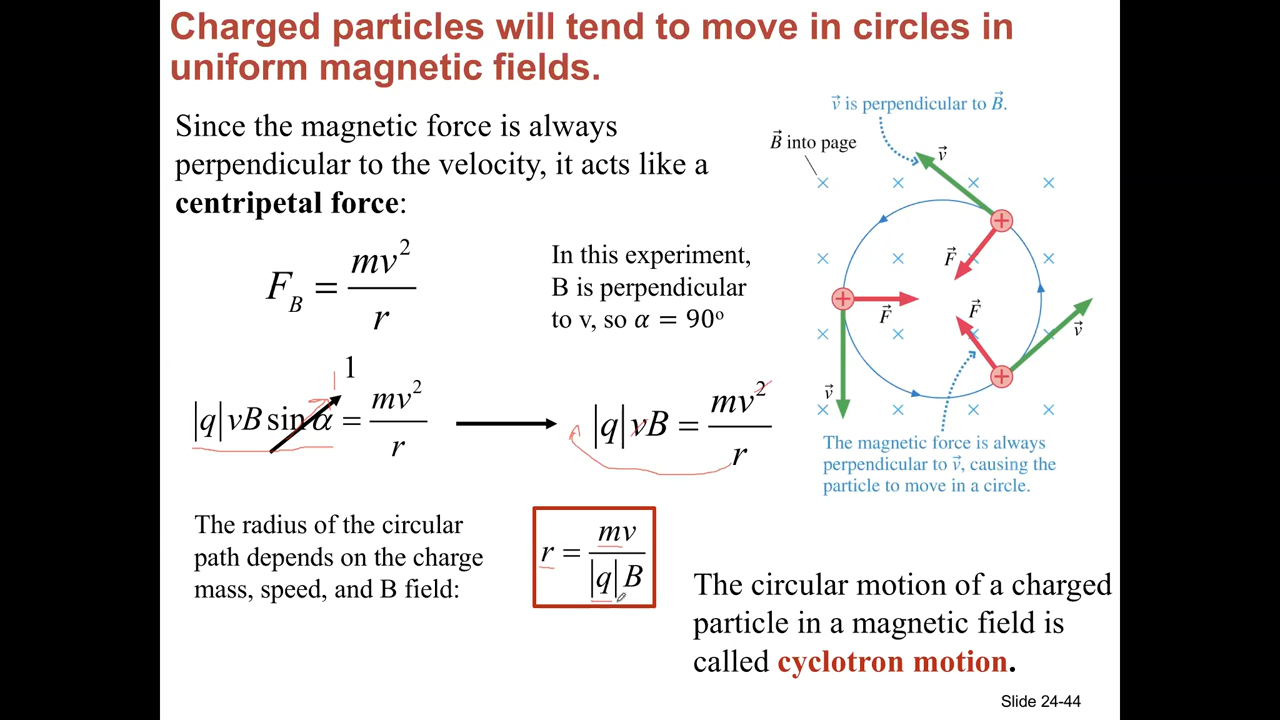 Charged particles will tend to move in circles in
uniform magnetic fields.
Since the magnetic force is always
perpendicular to the velocity, it acts like a
centripetal force:
F_B = mv²/r
In this experiment,
B is perpendicular
to v, so α = 90°
1
|q|vB sin α = mv²/r
|q|vB = mv²/r
The radius of the circular
path depends on the charge
mass, speed, and B field:
r = mv/|q|B
v⃗ is perpendicular to B⃗.
B⃗ into page
v⃗
F⃗
F⃗
F⃗
v⃗
v⃗
The magnetic force is always
perpendicular to v⃗, causing the
particle to move in a circle.
The circular motion of a charged
particle in a magnetic field is
called cyclotron motion.
Slide 24-44